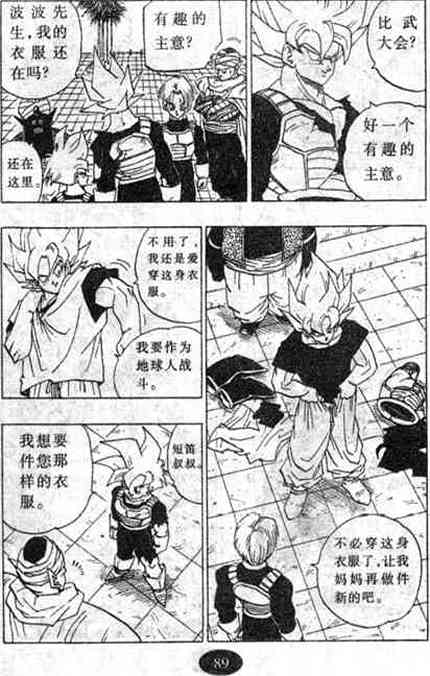 比武
大会？
好一个
有趣的
主意。
有趣的
主意？
波波先
生，我的
衣服还
在吗？
还在
这里。
不必穿这身
衣服了，让我
妈妈再做件
新的吧。
不用了，
我还是爱
穿这身衣
服。
我要作为
地球人战
斗。
短笛
叔叔。
我想要
件您那
样的衣
服。
89